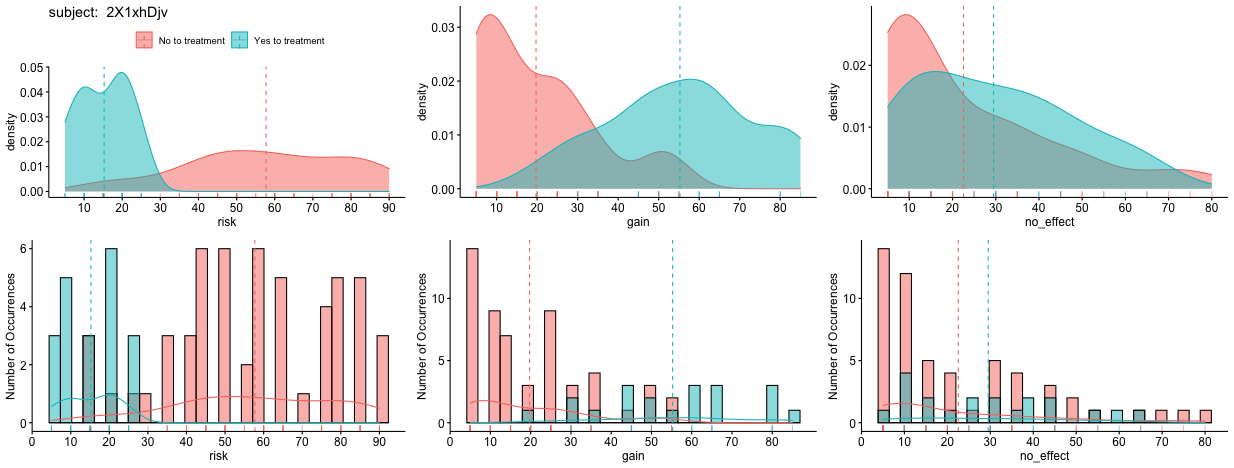 subject: 2X1xhDjv
No to treatment Yes to treatment
density
0.05
0.04
0.03
0.02
0.01
0.00
10 20 30 40 50 60 70 80 90
risk
density
0.03
0.02
0.01
0.00
10 20 30 40 50 60 70 80
gain
density
0.02
0.01
0.00
10 20 30 40 50 60 70 80
no_effect
Number of Occurrences
6
4
2
0
0 10 20 30 40 50 60 70 80 90
risk
Number of Occurrences
10
5
0
0 10 20 30 40 50 60 70 80
gain
Number of Occurrences
10
5
0
0 10 20 30 40 50 60 70 80
no_effect